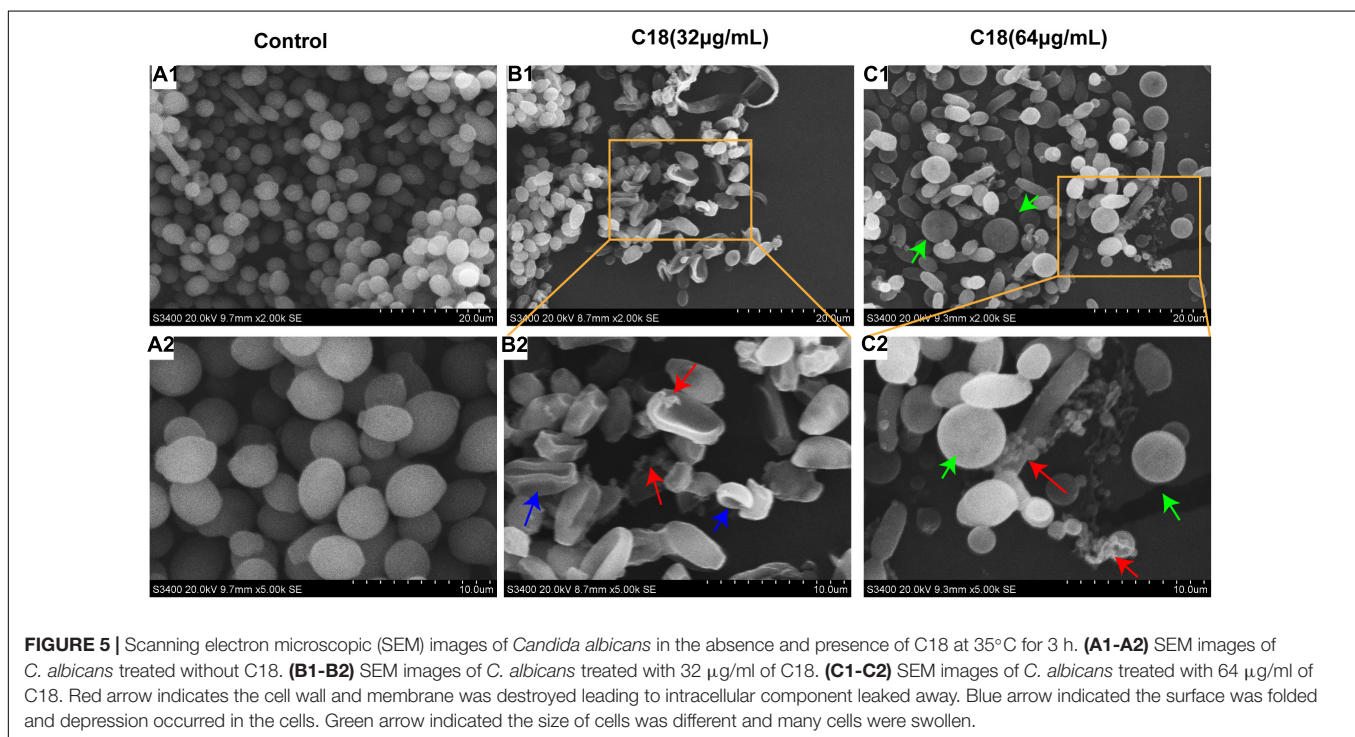 Control
C18(32µg/mL)
C18(64µg/mL)
A1
B1
C1
S3400 20.0kV 9.7mm x2.00k SE
20.0um
S3400 20.0kV 8.7mm x2.00k SE
20.0um
S3400 20.0kV 9.3mm x2.00k SE
20.0um
A2
B2
C2
S3400 20.0kV 9.7mm x5.00k SE
10.0um
S3400 20.0kV 8.7mm x5.00k SE
10.0um
S3400 20.0kV 9.3mm x5.00k SE
10.0um
FIGURE 5 | Scanning electron microscopic (SEM) images of Candida albicans in the absence and presence of C18 at 35°C for 3 h. (A1-A2) SEM images of
C. albicans treated without C18. (B1-B2) SEM images of C. albicans treated with 32 µg/ml of C18. (C1-C2) SEM images of C. albicans treated with 64 µg/ml of
C18. Red arrow indicates the cell wall and membrane was destroyed leading to intracellular component leaked away. Blue arrow indicated the surface was folded
and depression occurred in the cells. Green arrow indicated the size of cells was different and many cells were swollen.